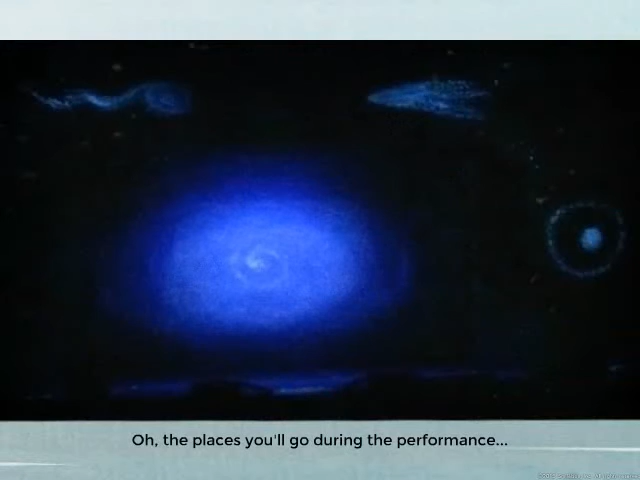 Oh, the places you'll go during the performance...